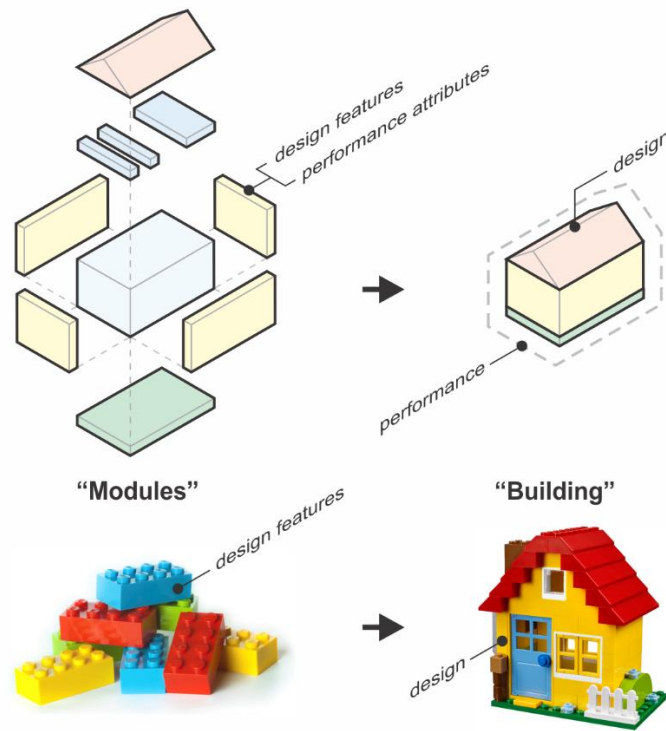 design features
performance attributes
design
performance
“Modules”
“Building”
design features
design